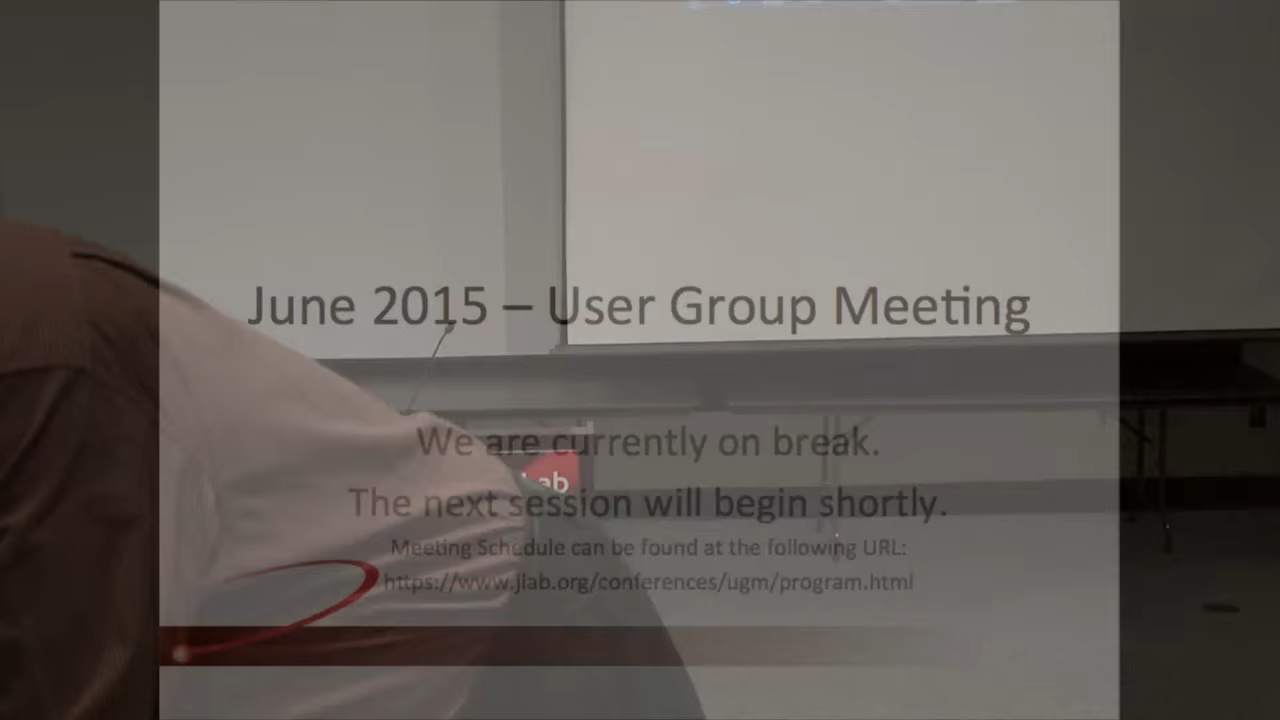 June 2015 – User Group Meeting
We are currently on break.
Lab
The next session will begin shortly.
Meeting Schedule can be found at the following URL:
https://www.jlab.org/conferences/ugm/program.html